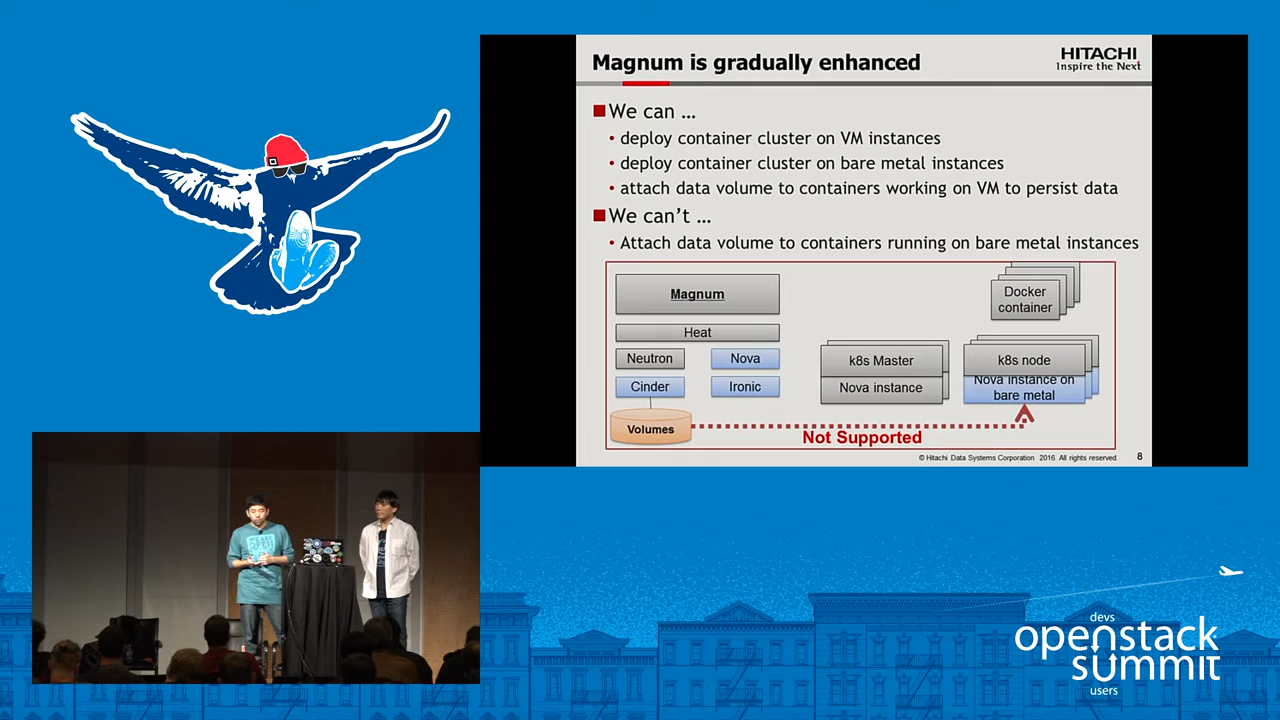 Magnum is gradually enhanced
HITACHI
Inspire the Next
We can …
• deploy container cluster on VM instances
• deploy container cluster on bare metal instances
• attach data volume to containers working on VM to persist data
We can’t …
• Attach data volume to containers running on bare metal instances
Magnum
Heat
Neutron
Nova
Cinder
Ironic
Volumes
k8s Master
Nova instance
Docker
container
k8s node
Nova instance on
bare metal
Not Supported
© Hitachi Data Systems Corporation 2016. All rights reserved.
8
devs
openstack
summit
users